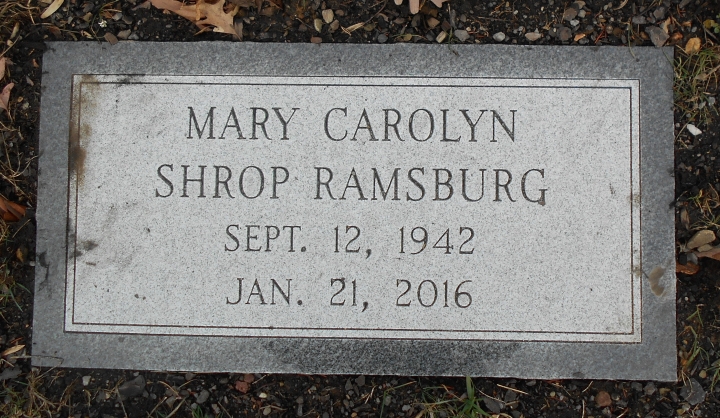 MARY CAROLYN
SHROP RAMSBURG
SEPT. 12, 1942
JAN. 21, 2016